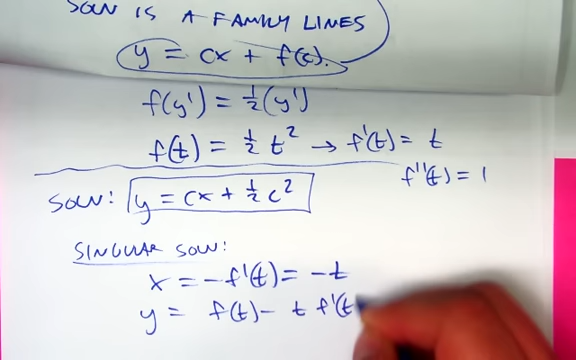 SOLN IS A FAMILY LINES
y = cx + f(c).
f(y') = ½(y')
f(t) = ½ t² → f'(t) = t
f''(t) = 1
SOLN: y = cx + ½ c²
SINGULAR SOLN:
x = -f'(t) = -t
y = f(t) - t f'(t